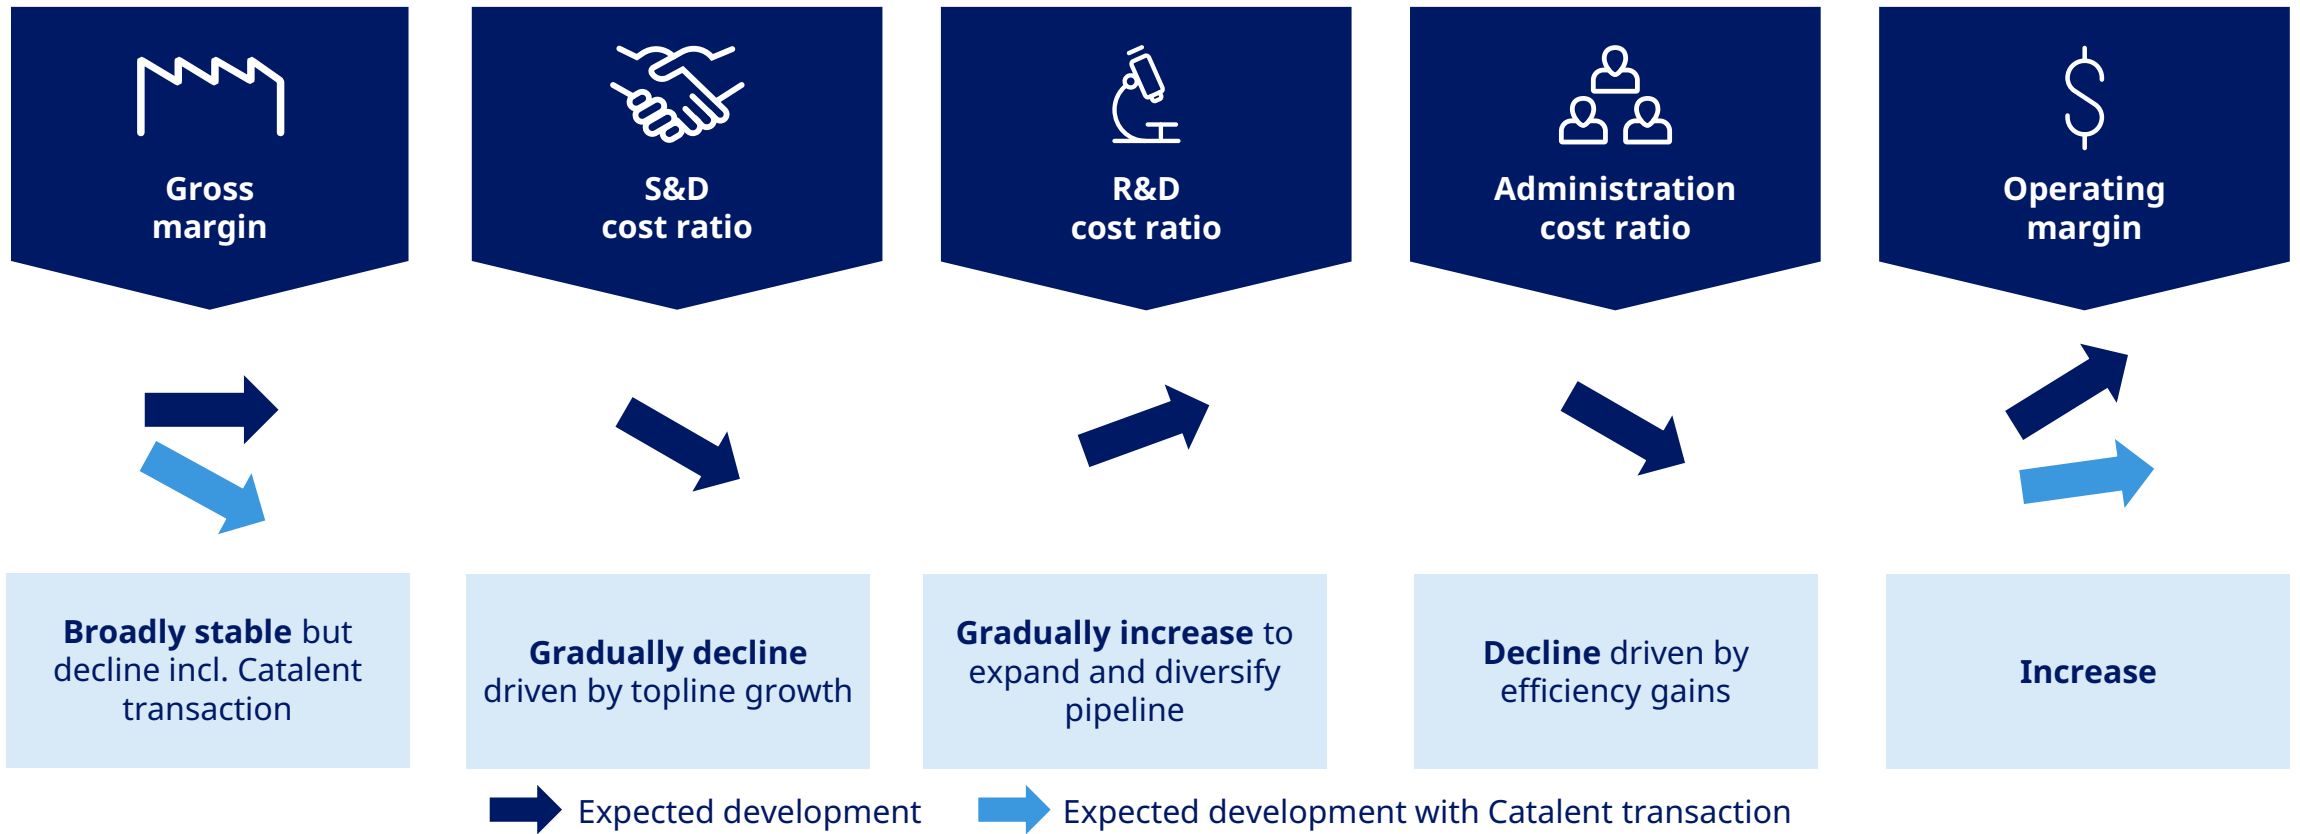 Gross
margin
S&D
cost ratio
R&D
cost ratio
Administration
cost ratio
Operating
margin
Broadly stable but
decline incl. Catalent
transaction
Gradually decline
driven by topline growth
Gradually increase to
expand and diversify
pipeline
Decline driven by
efficiency gains
Increase
Expected development
Expected development with Catalent transaction